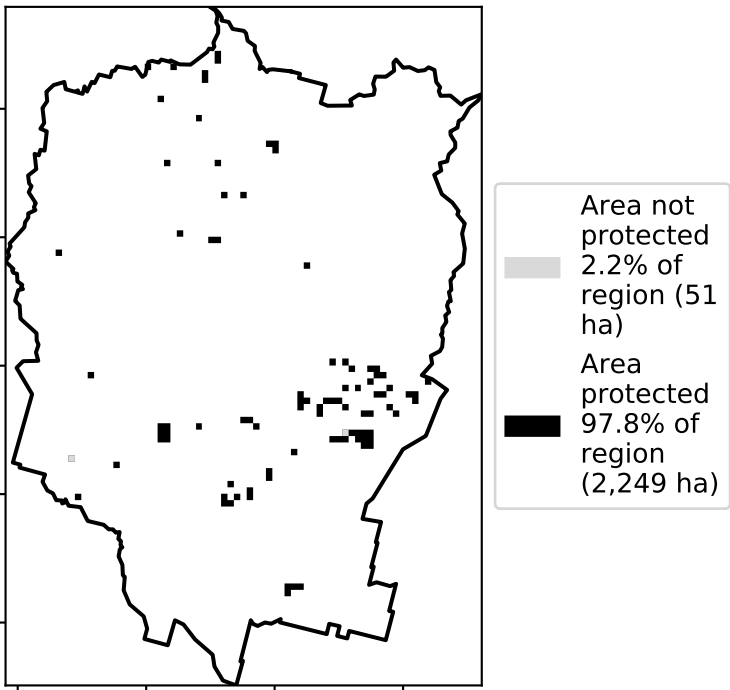 Area not
protected
2.2% of
region (51
ha)
Area
protected
97.8% of
region
(2,249 ha)